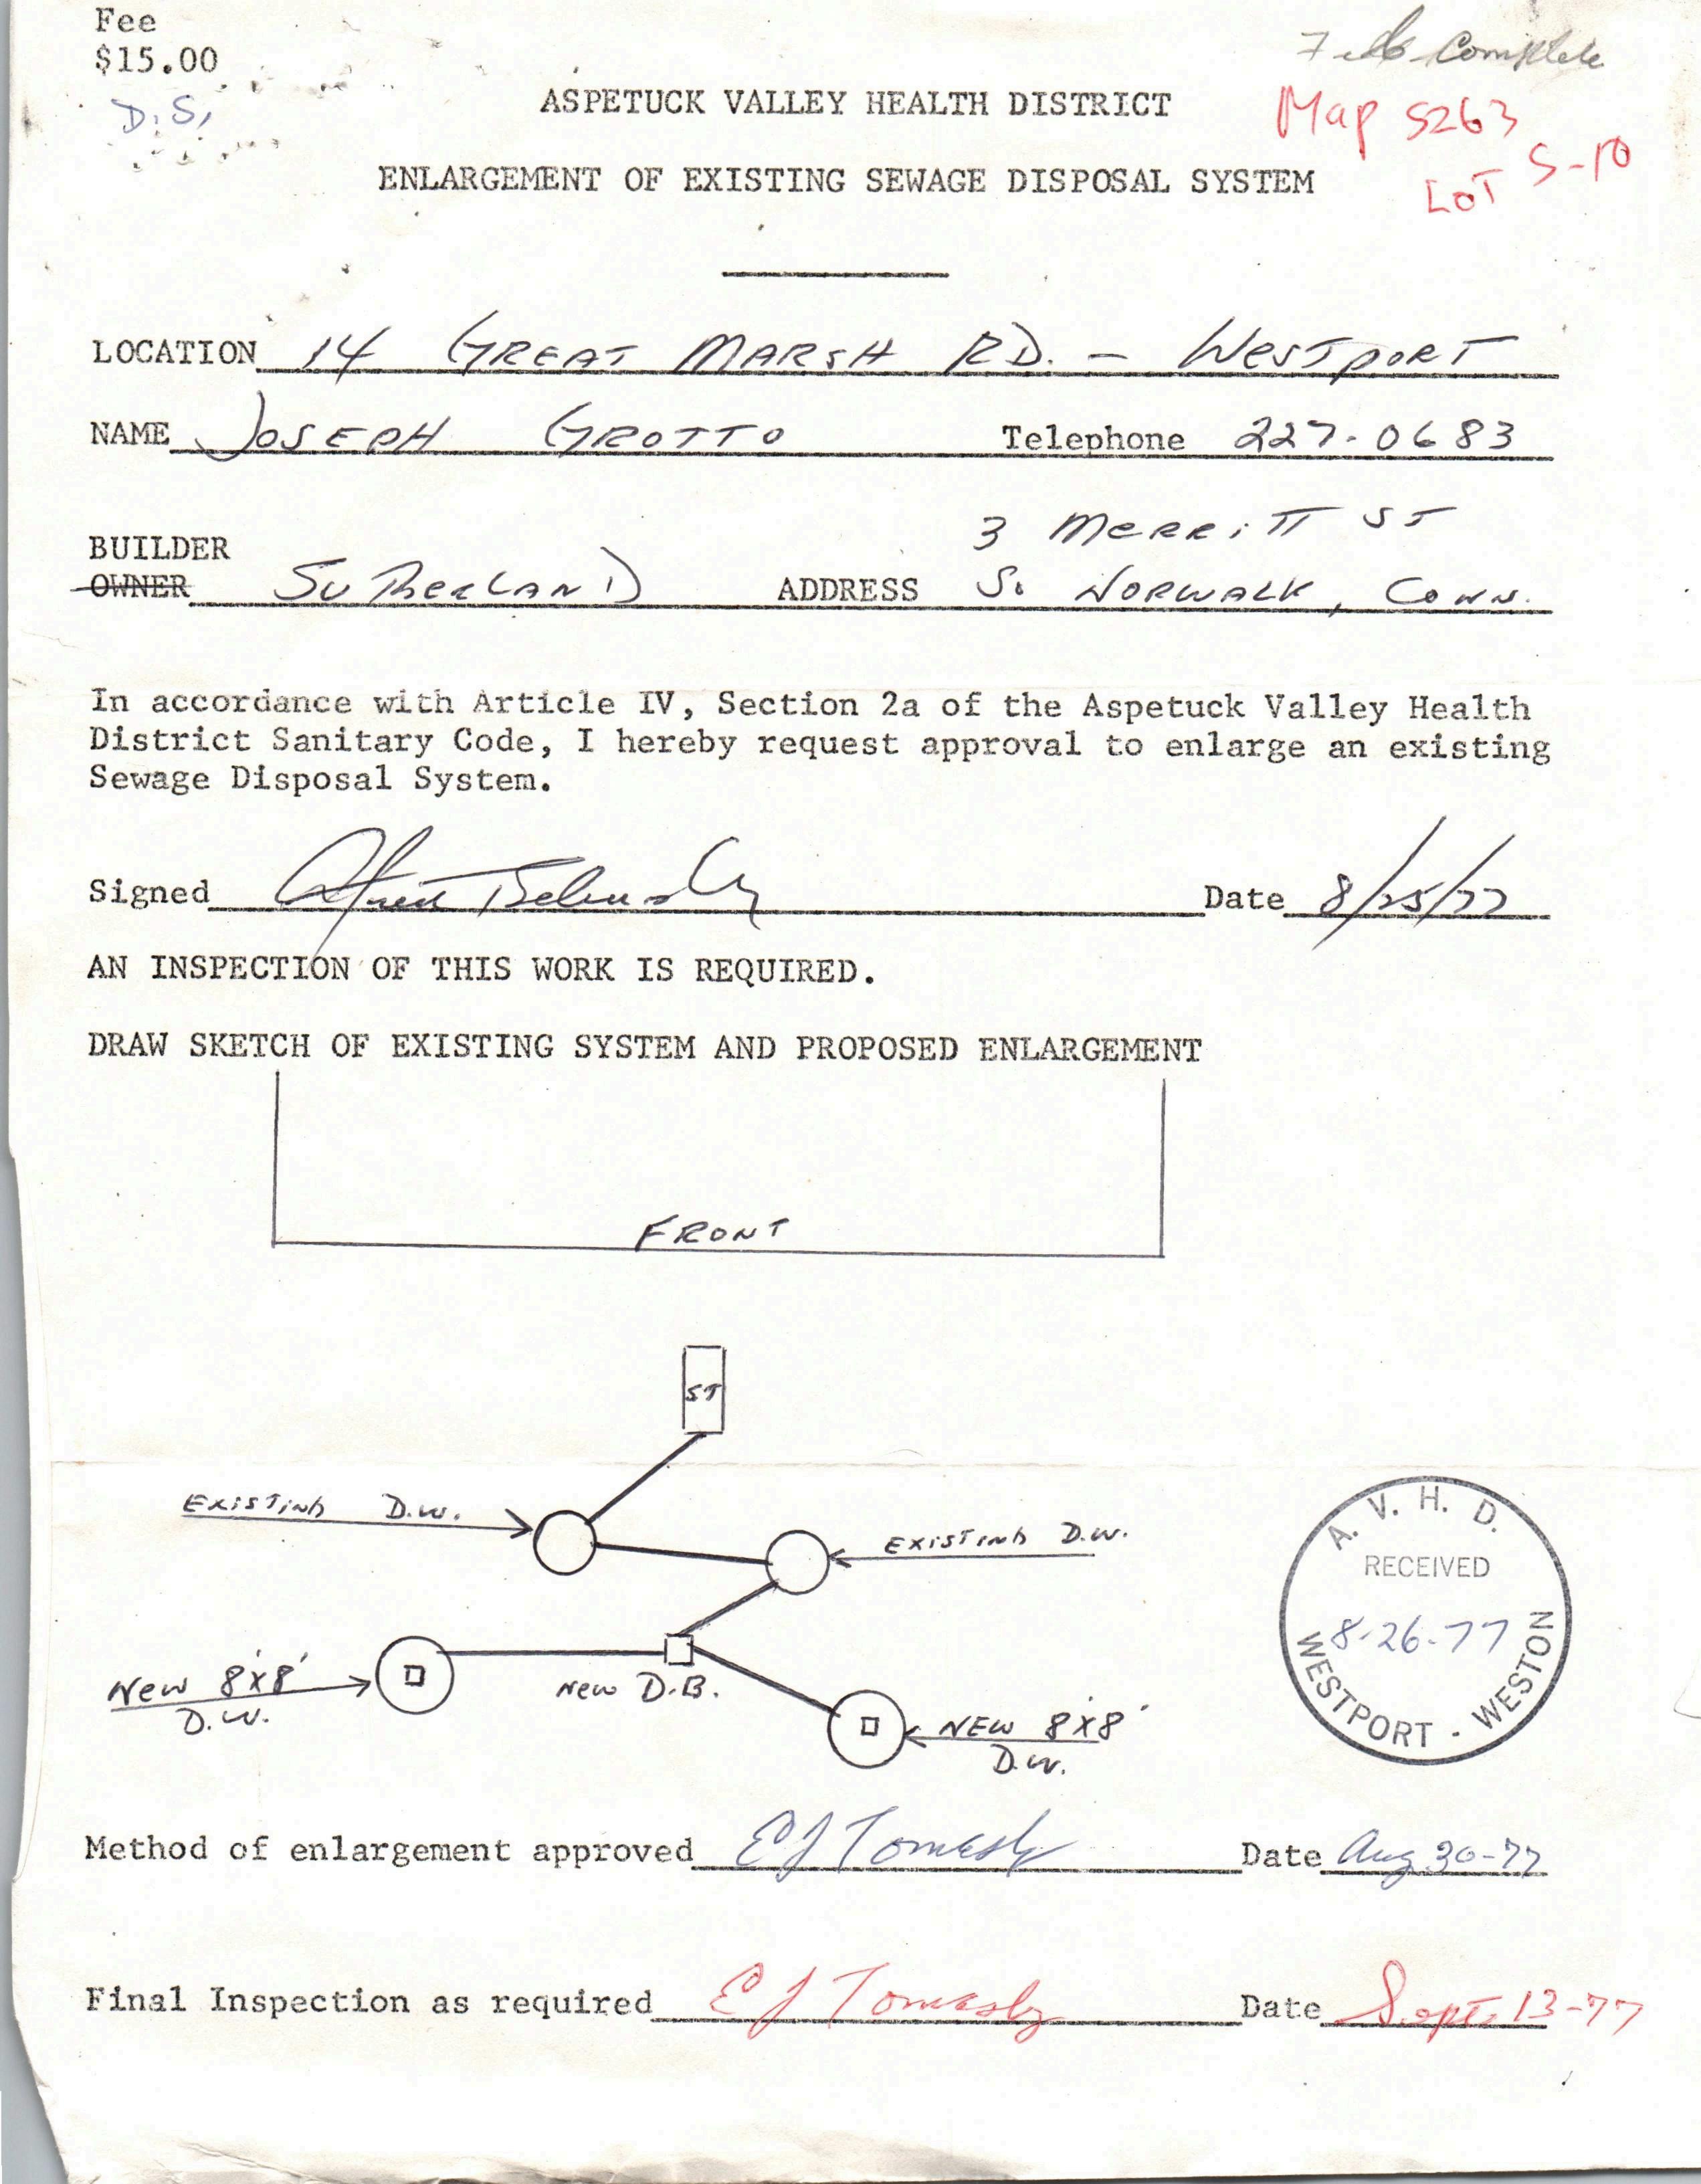 Fee
$15.00
D.S.
Complete
ASPETUCK VALLEY HEALTH DISTRICT
Map 5263
LOT S-10
ENLARGEMENT OF EXISTING SEWAGE DISPOSAL SYSTEM
LOCATION 14 GREAT MARSH RD. - WESTPORT
NAME JOSEPH GROTTO Telephone 227-0683
3 MERRITT ST
BUILDER
OWNER SUTHERLAND ADDRESS So NORWALK, CONN.
In accordance with Article IV, Section 2a of the Aspetuck Valley Health
District Sanitary Code, I hereby request approval to enlarge an existing
Sewage Disposal System.
Signed Date 8/25/77
AN INSPECTION OF THIS WORK IS REQUIRED.
DRAW SKETCH OF EXISTING SYSTEM AND PROPOSED ENLARGEMENT
FRONT
ST
EXISTING D.W.
EXISTING D.W.
A. V. H. D.
RECEIVED
8-26-77
WESTPORT - WESTON
New 8'x8'
D.W.
New D.B.
NEW 8'x8'
D.W.
Method of enlargement approved EJ Date Aug 30-77
Final Inspection as required EJ Date Sept. 13-77